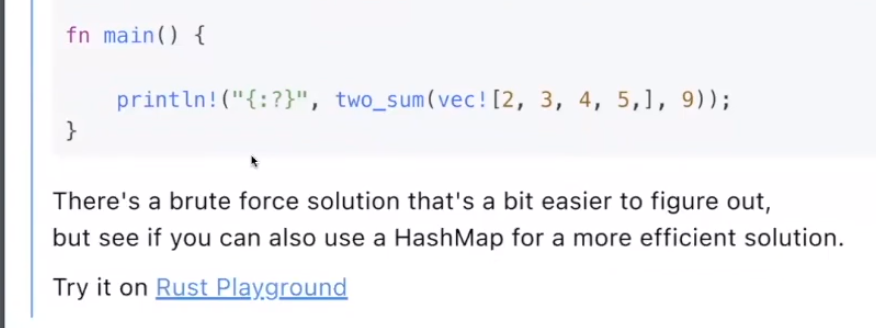 fn main() {
println!("{:?}", two_sum(vec![2, 3, 4, 5,], 9));
}
There's a brute force solution that's a bit easier to figure out,
but see if you can also use a HashMap for a more efficient solution.
Try it on Rust Playground